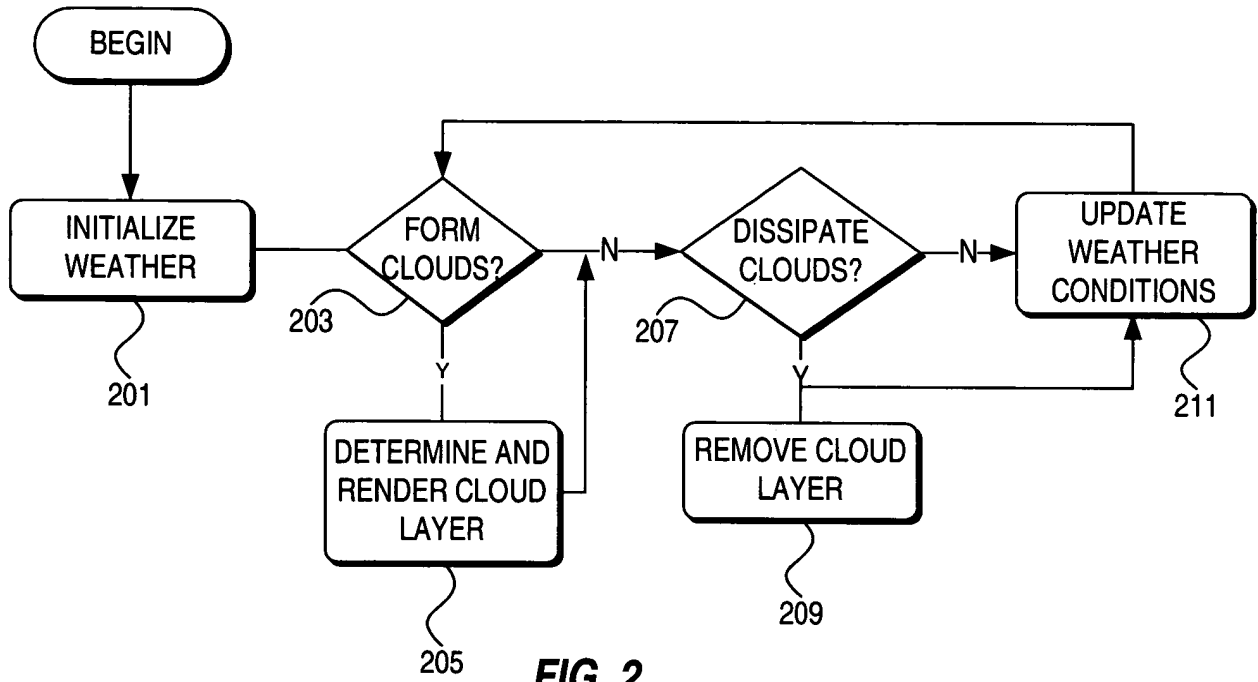 BEGIN
INITIALIZE
WEATHER
201
FORM
CLOUDS?
203
N
Y
DETERMINE AND
RENDER CLOUD
LAYER
205
DISSIPATE
CLOUDS?
207
N
Y
REMOVE CLOUD
LAYER
209
UPDATE
WEATHER
CONDITIONS
211
FIG. 2